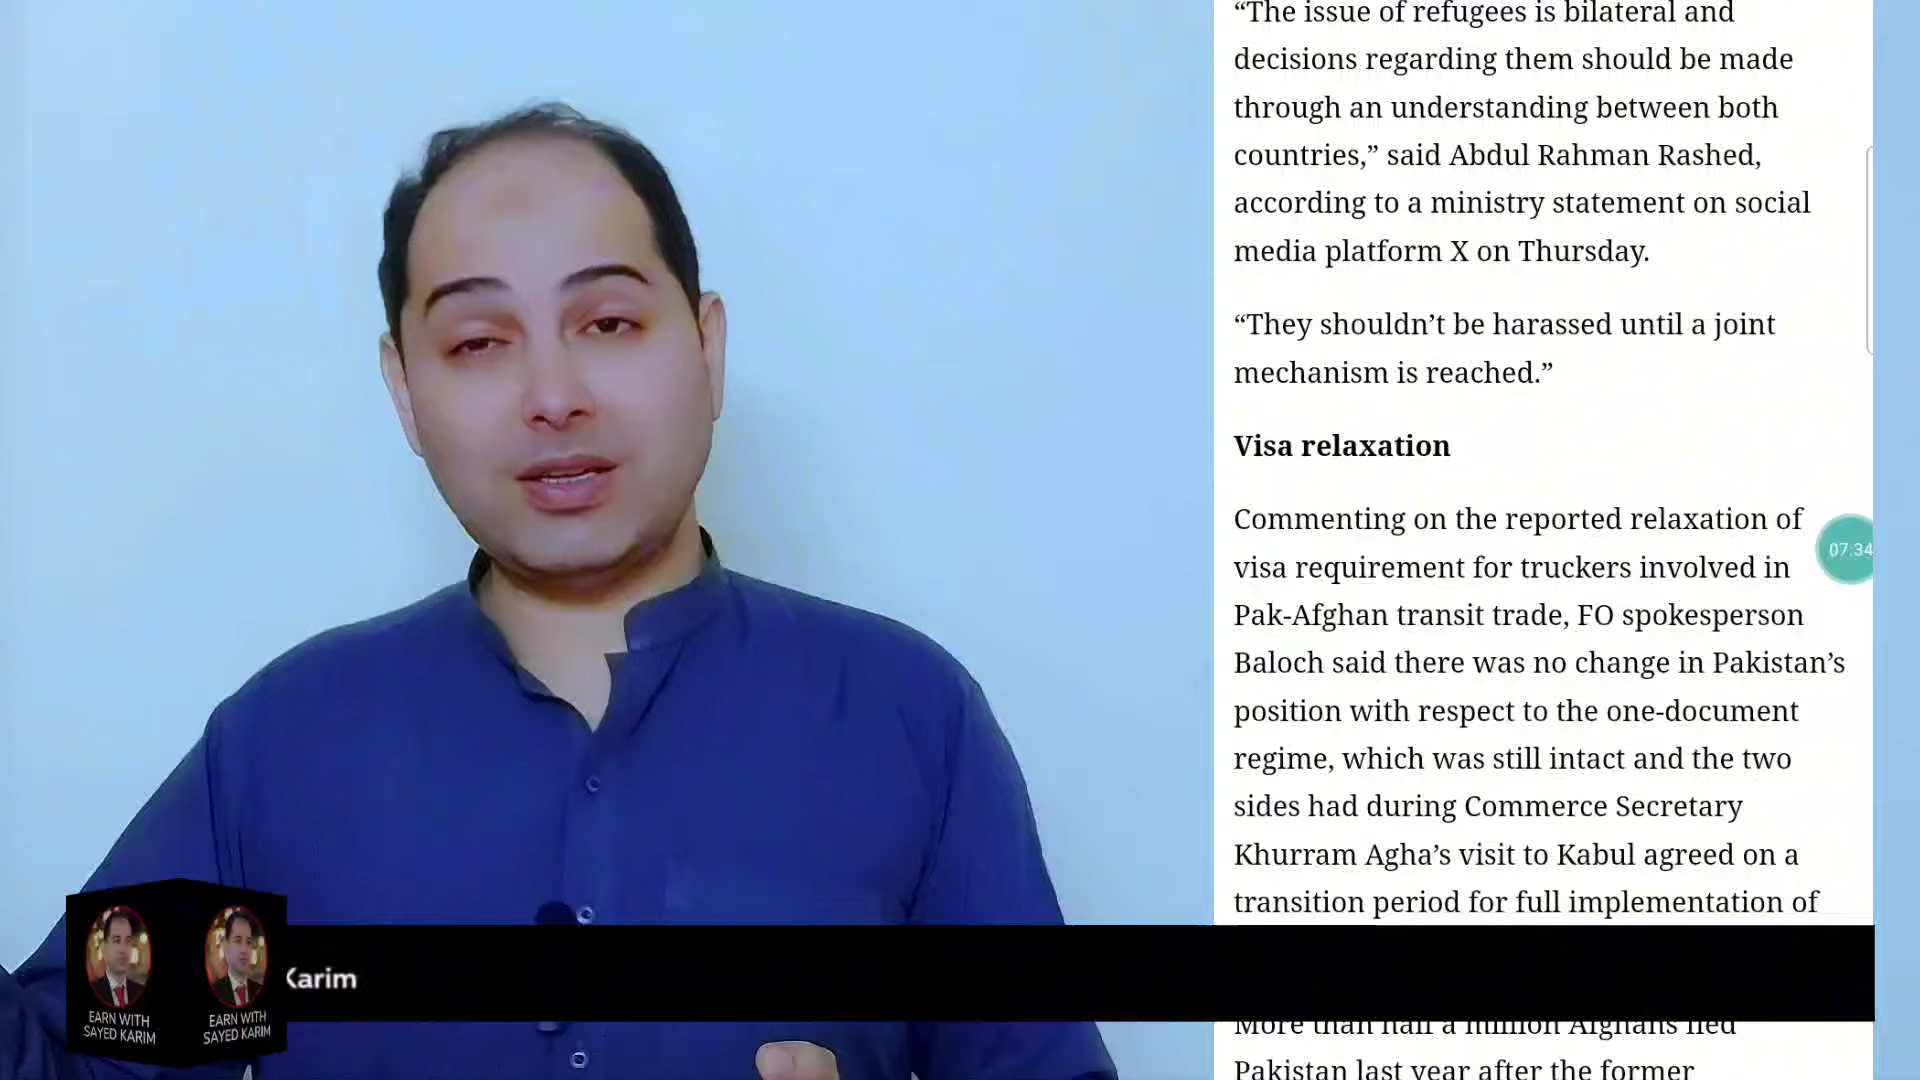 “The issue of refugees is bilateral and
decisions regarding them should be made
through an understanding between both
countries,” said Abdul Rahman Rashed,
according to a ministry statement on social
media platform X on Thursday.
“They shouldn’t be harassed until a joint
mechanism is reached.”
Visa relaxation
Commenting on the reported relaxation of
visa requirement for truckers involved in
Pak-Afghan transit trade, FO spokesperson
Baloch said there was no change in Pakistan’s
position with respect to the one-document
regime, which was still intact and the two
sides had during Commerce Secretary
Khurram Agha’s visit to Kabul agreed on a
transition period for full implementation of
More than half a million Afghans fled
Pakistan last year after the former
07:34
Karim
EARN WITH
SAYED KARIM
EARN WITH
SAYED KARIM